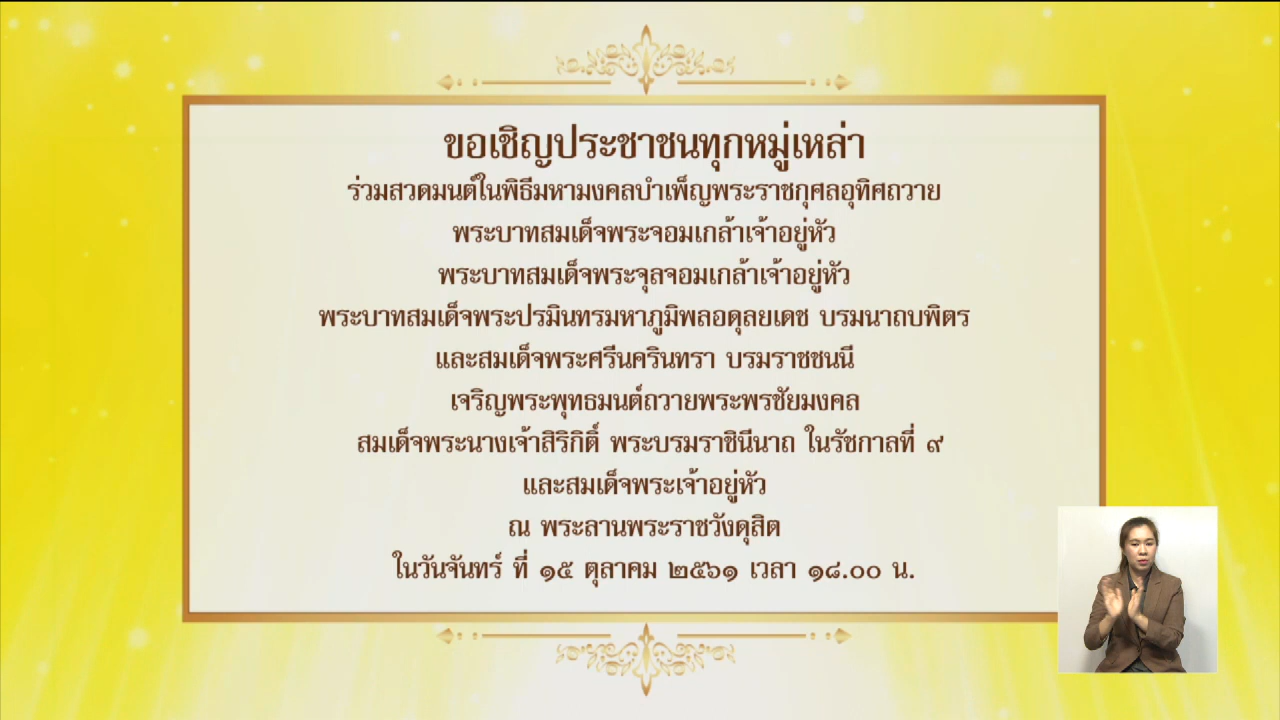 ขอเชิญประชาชนทุกหมู่เหล่า
ร่วมสวดมนต์ในพิธีมหามงคลบำเพ็ญพระราชกุศลอุทิศถวาย
พระบาทสมเด็จพระจอมเกล้าเจ้าอยู่หัว
พระบาทสมเด็จพระจุลจอมเกล้าเจ้าอยู่หัว
พระบาทสมเด็จพระปรมินทรมหาภูมิพลอดุลยเดช บรมนาถบพิตร
และสมเด็จพระศรีนครินทรา บรมราชชนนี
เจริญพระพุทธมนต์ถวายพระพรชัยมงคล
สมเด็จพระนางเจ้าสิริกิติ์ พระบรมราชินีนาถ ในรัชกาลที่ ๙
และสมเด็จพระเจ้าอยู่หัว
ณ พระลานพระราชวังดุสิต
ในวันจันทร์ ที่ ๑๕ ตุลาคม ๒๕๖๑ เวลา ๑๘.๐๐ น.